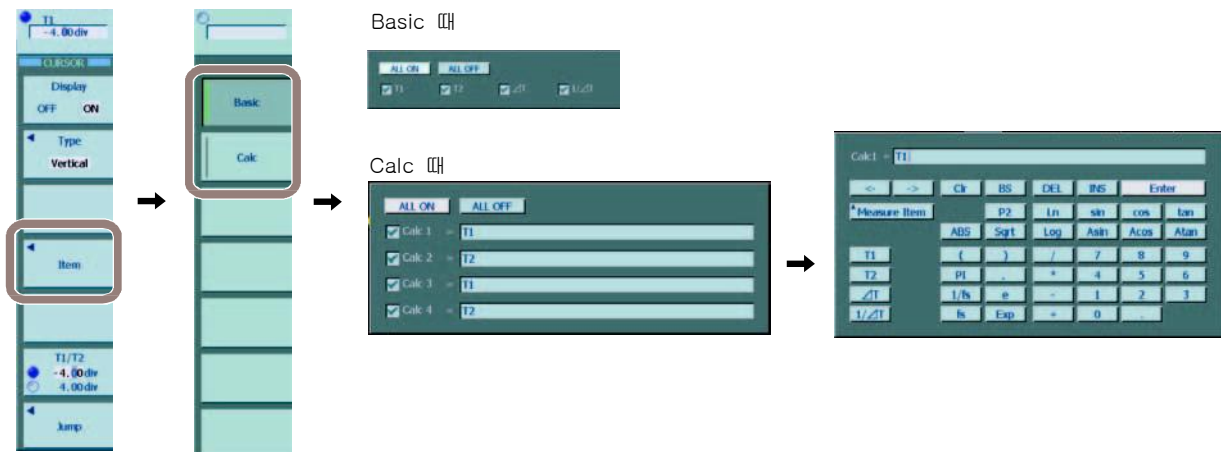 T1
-4.00div
CURSOR
Display
OFF ON
Type
Vertical
Item
T1/T2
-4.00div
4.00div
Jump
Basic
Calc
Basic 때
ALL ON ALL OFF
T1 T2 ⊿T 1/⊿T
Calc 때
ALL ON ALL OFF
Calc 1 = T1
Calc 2 = T2
Calc 3 = T1
Calc 4 = T2
Calc1 = T1
<- -> Clr BS DEL INS Enter
Measure Item P2 Ln sin cos tan
ABS Sqrt Log Asin Acos Atan
T1 ( ) / 7 8 9
T2 PI , * 4 5 6
⊿T 1/fs e - 1 2 3
1/⊿T fs Exp + 0 .